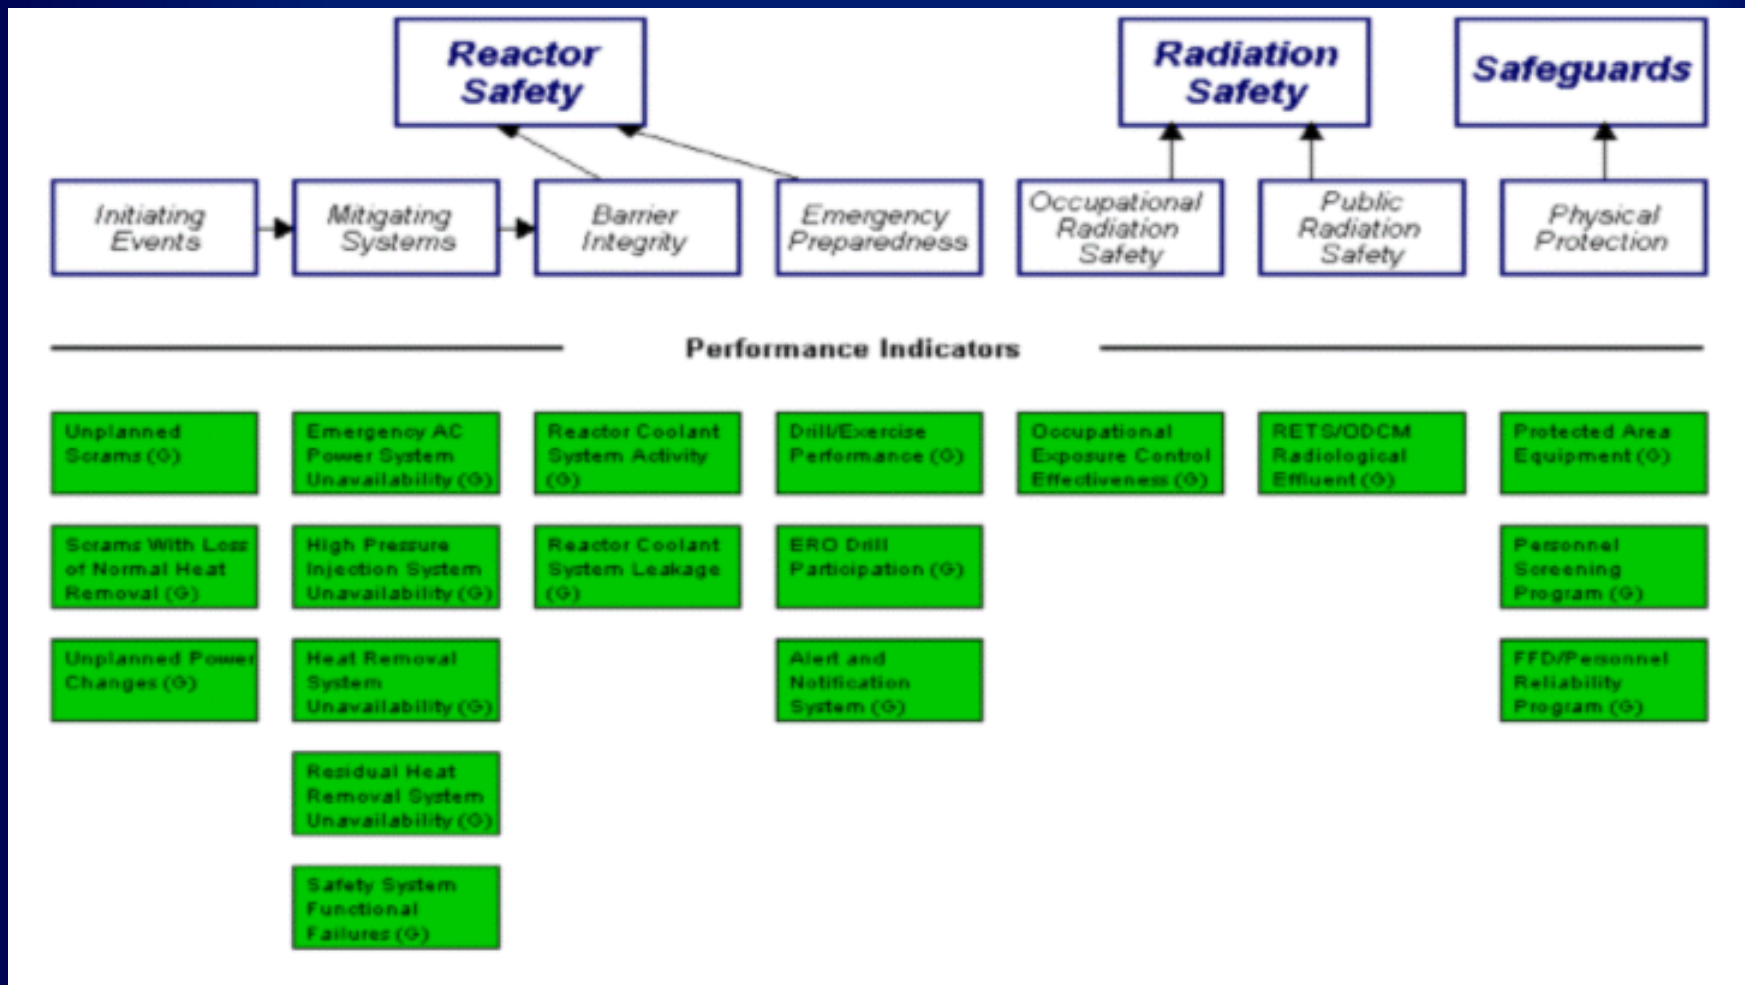 Reactor
Safety
Radiation
Safety
Safeguards
Initiating
Events
Mitigating
Systems
Barrier
Integrity
Emergency
Preparedness
Occupational
Radiation
Safety
Public
Radiation
Safety
Physical
Protection
Performance Indicators
Unplanned
Scrams (G)
Emergency AC
Power System
Unavailability (G)
Reactor Coolant
System Activity
(G)
Drill/Exercise
Performance (G)
Occupational
Exposure Control
Effectiveness (G)
RETS/ODCM
Radiological
Effluent (G)
Protected Area
Equipment (G)
Scrams With Loss
of Normal Heat
Removal (G)
High Pressure
Injection System
Unavailability (G)
Reactor Coolant
System Leakage
(G)
ERO Drill
Participation (G)
Personnel
Screening
Program (G)
Unplanned Power
Changes (G)
Heat Removal
System
Unavailability (G)
Alert and
Notification
System (G)
FFD/Personnel
Reliability
Program (G)
Residual Heat
Removal System
Unavailability (G)
Safety System
Functional
Failures (G)